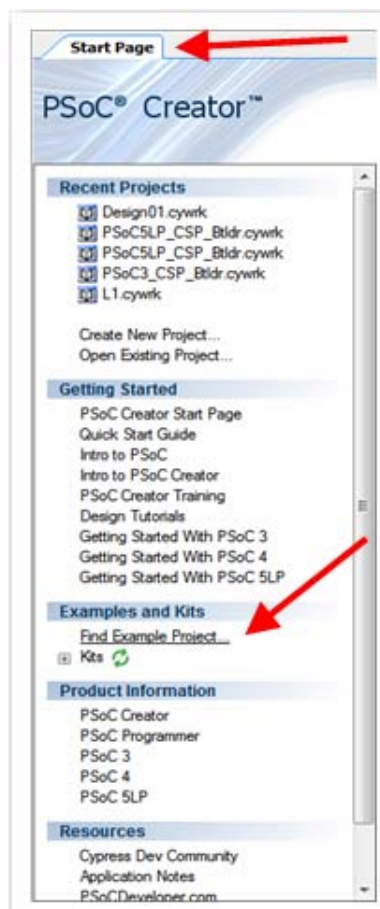 Start Page
PSoC® Creator™
Recent Projects
Design01.cywrk
PSoC5LP_CSP_Btldr.cywrk
PSoC5LP_CSP_Btldr.cywrk
PSoC3_CSP_Btldr.cywrk
L1.cywrk
Create New Project...
Open Existing Project...
Getting Started
PSoC Creator Start Page
Quick Start Guide
Intro to PSoC
Intro to PSoC Creator
PSoC Creator Training
Design Tutorials
Getting Started With PSoC 3
Getting Started With PSoC 4
Getting Started With PSoC 5LP
Examples and Kits
Find Example Project...
Kits
Product Information
PSoC Creator
PSoC Programmer
PSoC 3
PSoC 4
PSoC 5LP
Resources
Cypress Dev Community
Application Notes
PSoCDeveloper.com